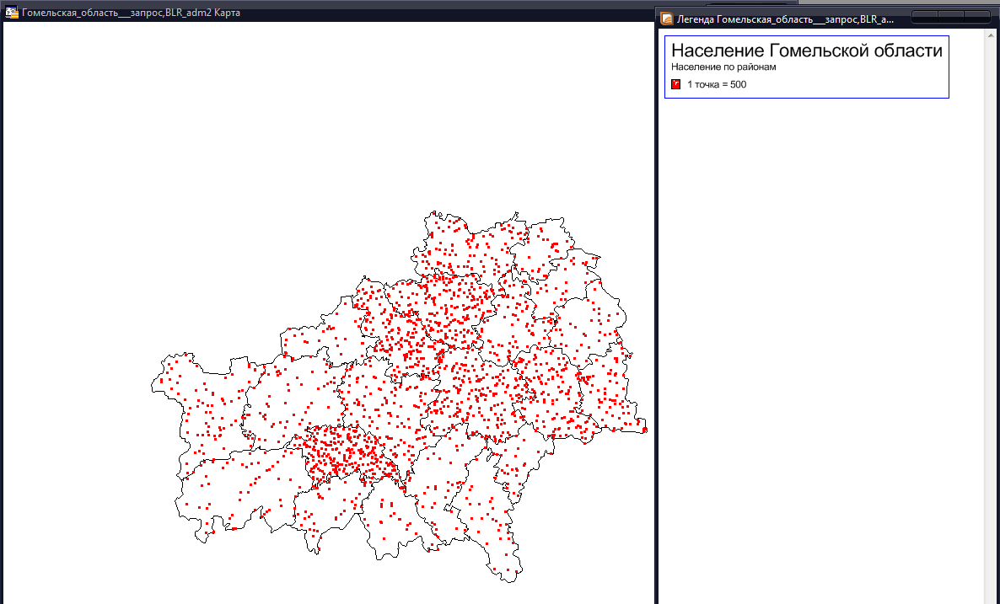 Гомельская_область___запрос,BLR_adm2 Карта
Легенда Гомельская_область___запрос,BLR_a...
Население Гомельской области
Население по районам
1 точка = 500